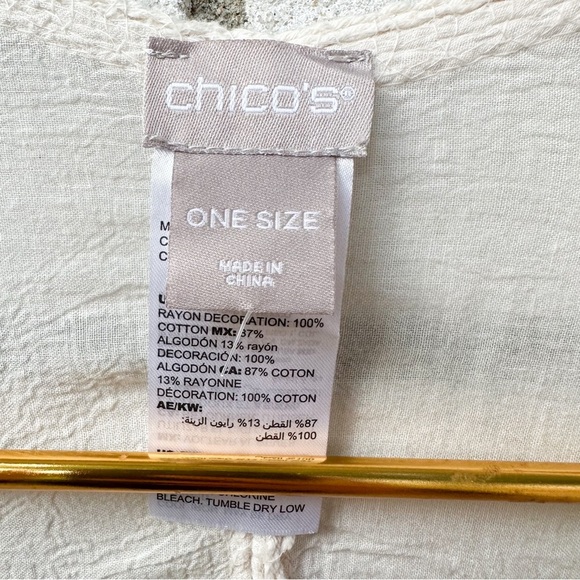 chico's®
ONE SIZE
MADE IN
CHINA
RAYON DECORATION: 100%
COTTON MX: 87%
ALGODÓN 13% rayón
DECORACIÓN: 100%
ALGODÓN CA: 87% COTON
13% RAYONNE
DÉCORATION: 100% COTON
AE/KW:
87% القطن 13% رايون الزينة:
100% القطن
BLEACH. TUMBLE DRY LOW